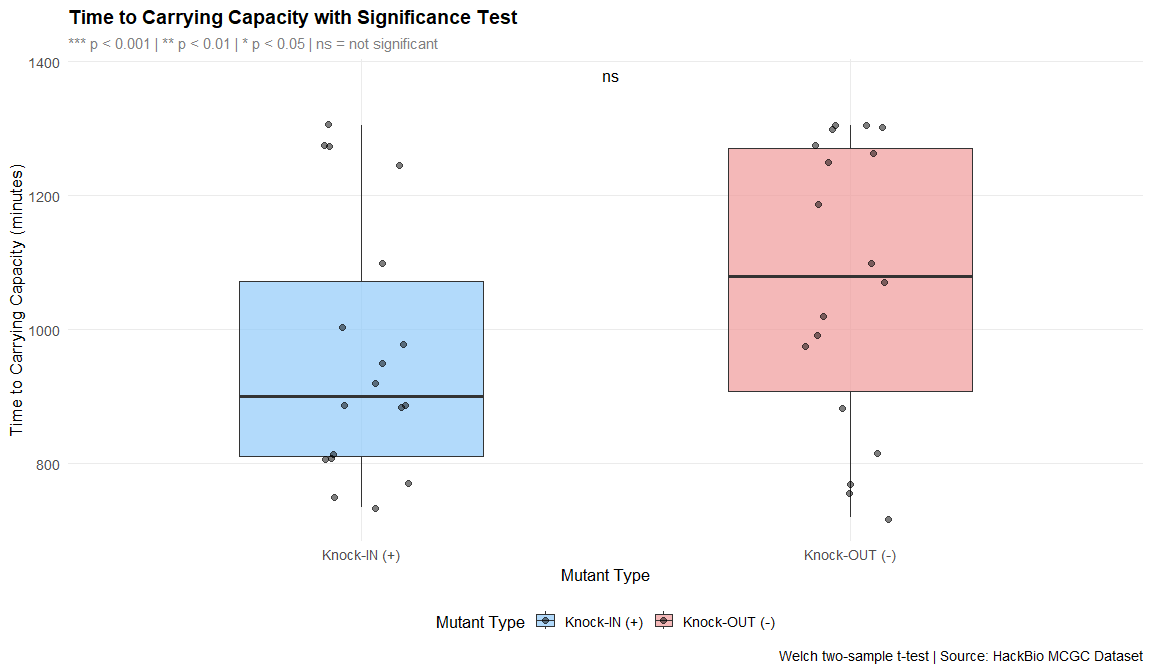 Time to Carrying Capacity with Significance Test
*** p < 0.001 | ** p < 0.01 | * p < 0.05 | ns = not significant
1400
ns
1200
1000
800
Time to Carrying Capacity (minutes)
Knock-IN (+)
Knock-OUT (-)
Mutant Type
Mutant Type Knock-IN (+) Knock-OUT (-)
Welch two-sample t-test | Source: HackBio MCGC Dataset